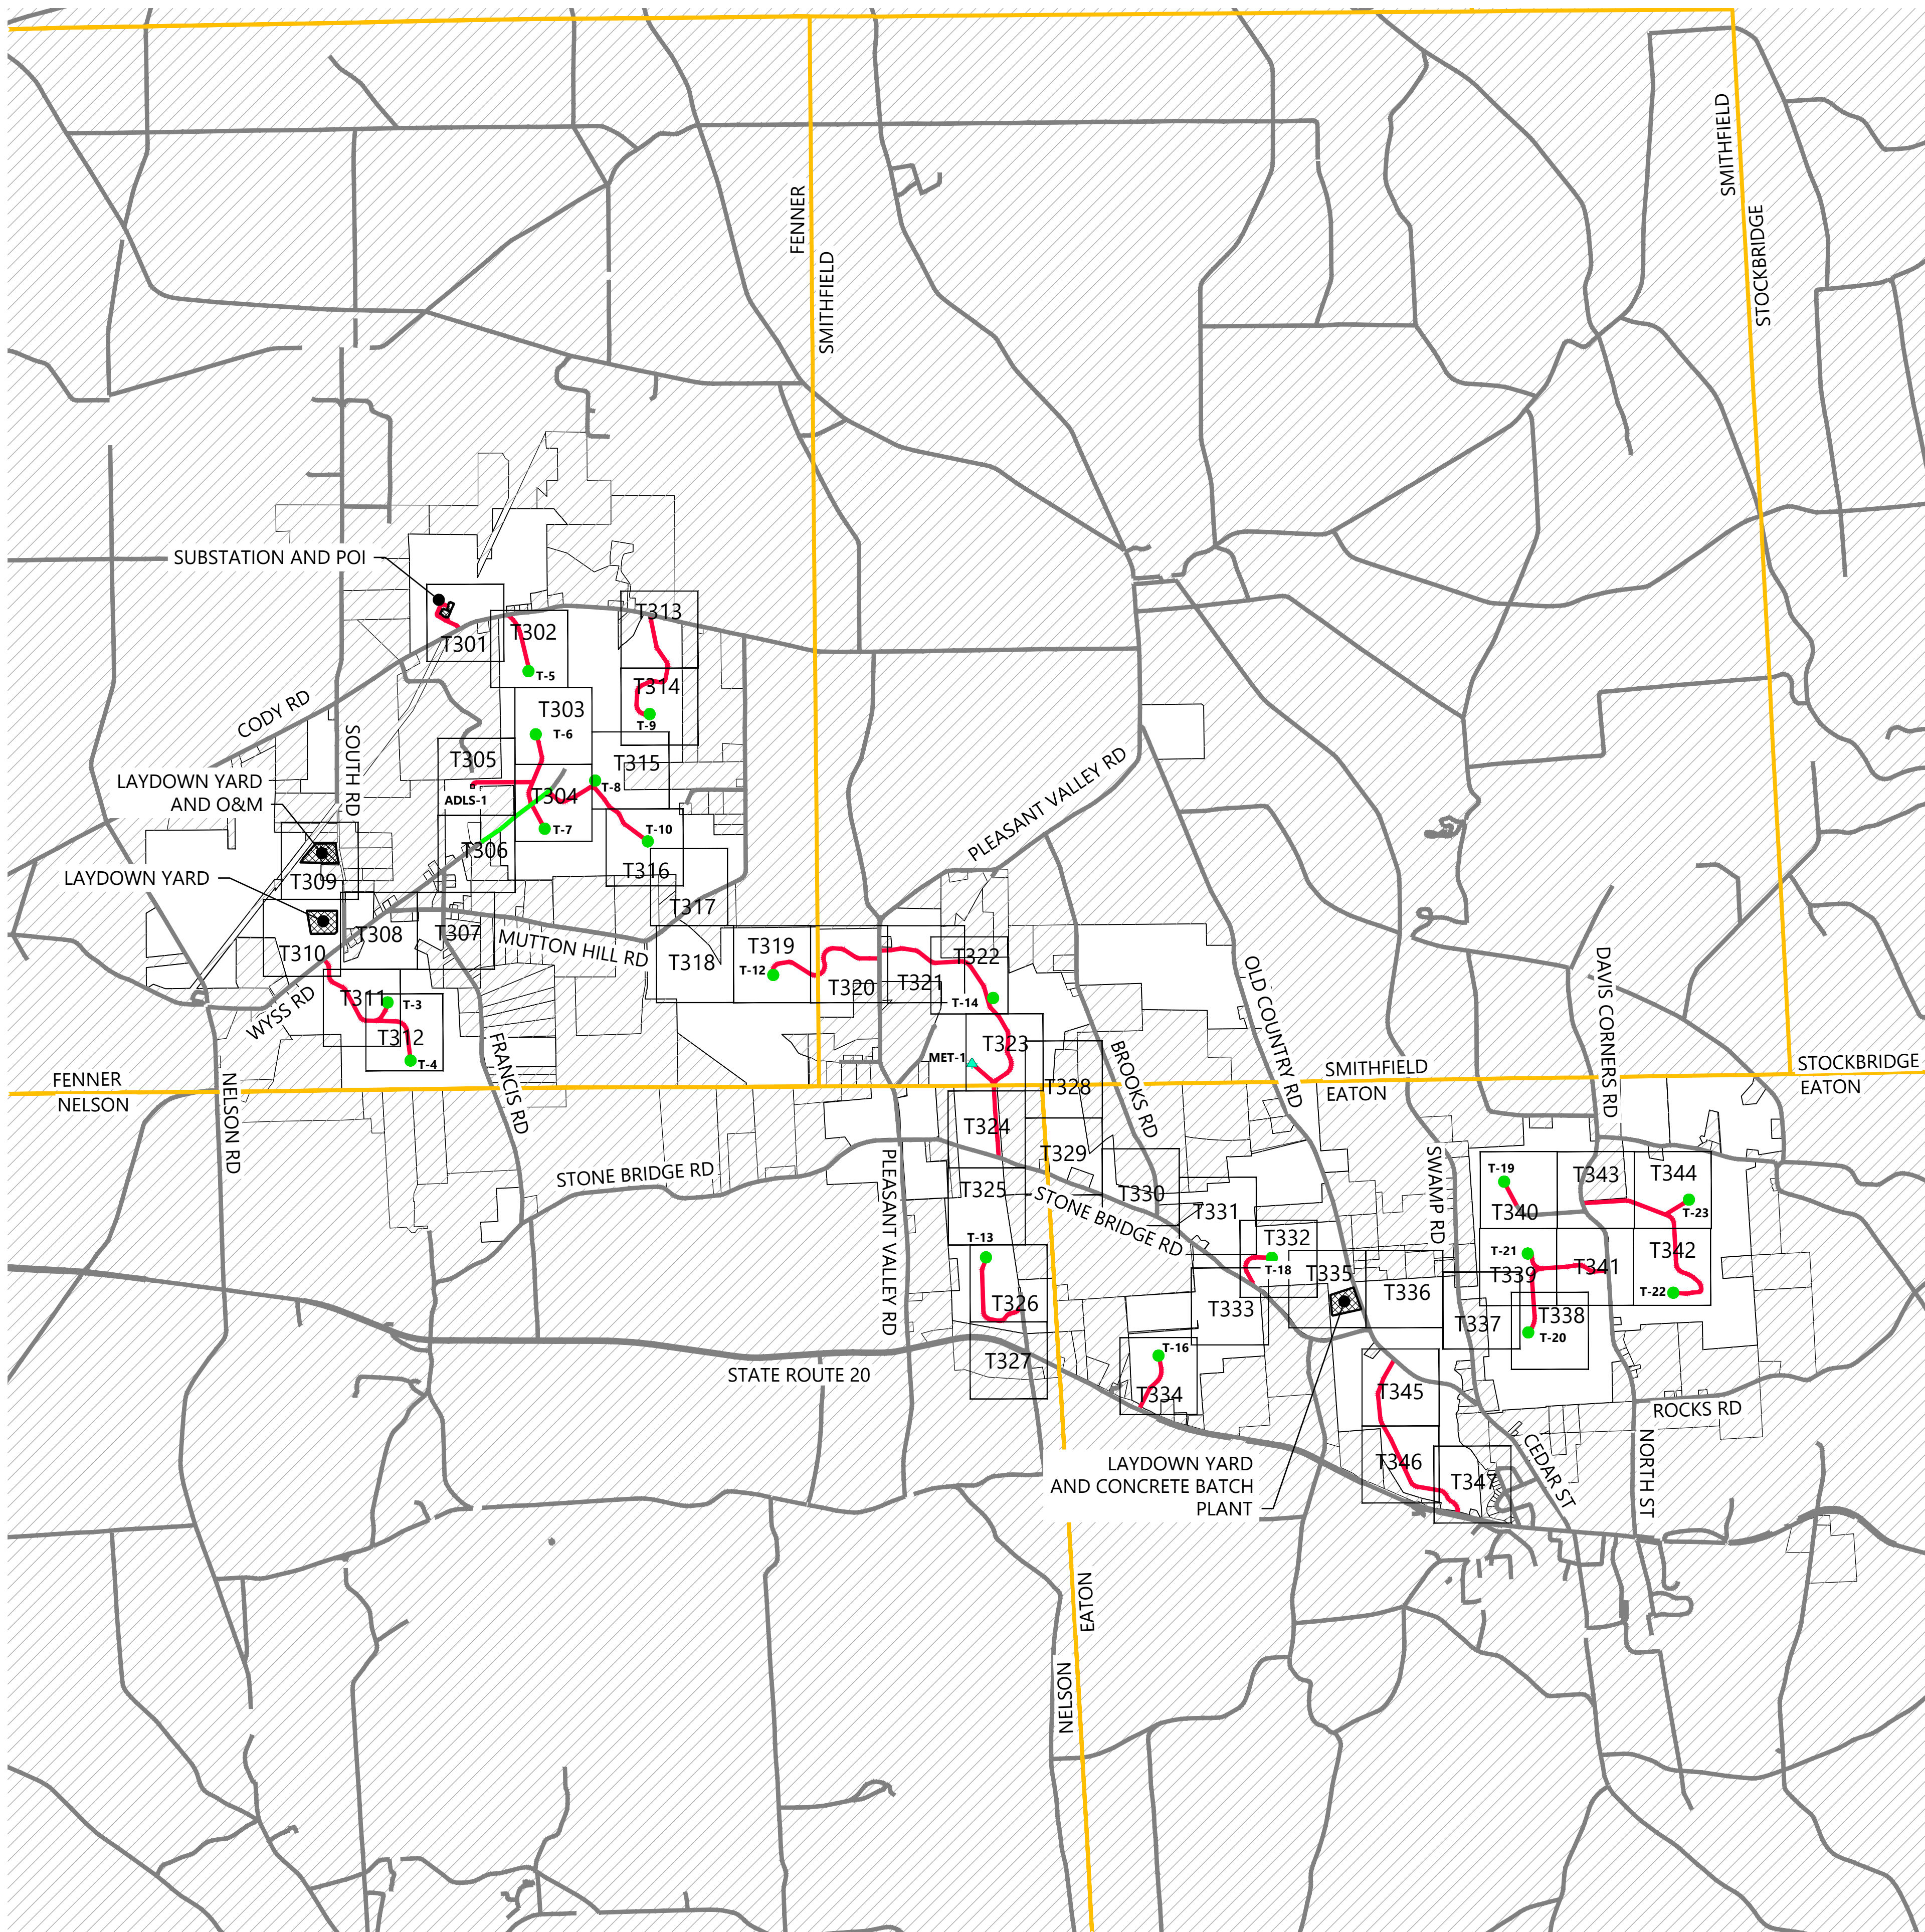 SMITHFIELD
STOCKBRIDGE
FENNER
SMITHFIELD
SUBSTATION AND POI
T301
T302
T-5
T313
T314
T-9
T303
T-6
CODY RD
SOUTH RD
T305
T315
LAYDOWN YARD
AND O&M
ADLS-1
T304
T-8
T-7
T-10
T306
T316
PLEASANT VALLEY RD
T309
LAYDOWN YARD
T317
T308
T307
MUTTON HILL RD
T310
T318
T319
T-12
T320
T321
T322
T-14
OLD COUNTRY RD
DAVIS CORNERS RD
WYSS RD
T311
T-3
T312
T-4
FRANCIS RD
T323
MET-1
BROOKS RD
T328
SMITHFIELD
EATON
STOCKBRIDGE
EATON
FENNER
NELSON
NELSON RD
T324
T329
STONE BRIDGE RD
PLEASANT VALLEY RD
T325
T330
STONE BRIDGE RD
T331
SWAMP RD
T-19
T340
T343
T344
T-23
T-13
T332
T-18
T335
T336
T-21
T339
T341
T342
T-22
T326
T333
T337
T338
T-20
T327
T-16
T334
STATE ROUTE 20
T345
ROCKS RD
T346
T347
CEDAR ST
NORTH ST
LAYDOWN YARD
AND CONCRETE BATCH
PLANT
EATON
NELSON